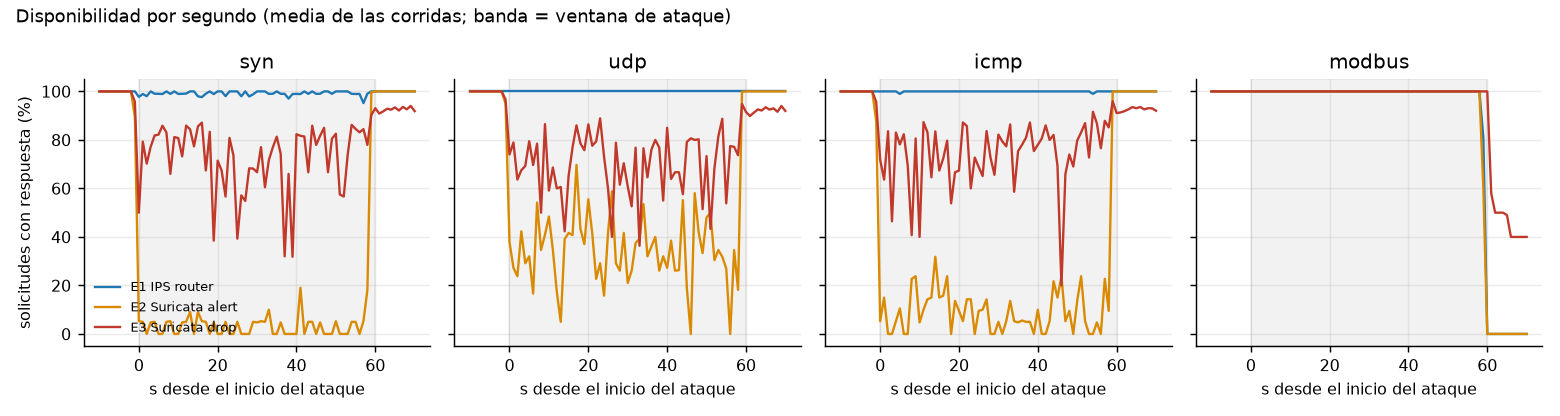 Disponibilidad por segundo (media de las corridas; banda = ventana de ataque)
solicitudes con respuesta (%)
syn
100
80
60
40
20
0
E1 IPS router
E2 Suricata alert
E3 Suricata drop
0 20 40 60
s desde el inicio del ataque
udp
0 20 40 60
s desde el inicio del ataque
icmp
0 20 40 60
s desde el inicio del ataque
modbus
0 20 40 60
s desde el inicio del ataque